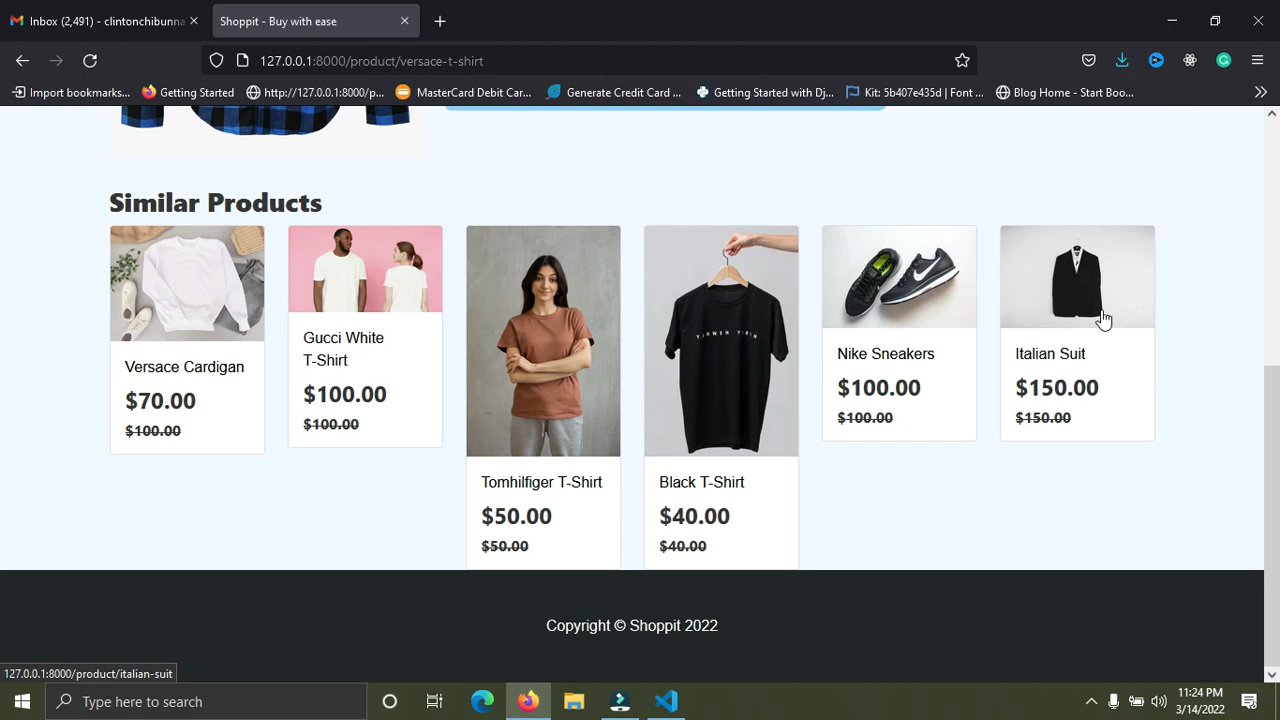 Inbox (2,491) - clintonchibunna
Shoppit - Buy with ease
127.0.0.1:8000/product/versace-t-shirt
Import bookmarks...
Getting Started
http://127.0.0.1:8000/p...
MasterCard Debit Car...
Generate Credit Card ...
Getting Started with Dj...
Kit: 5b407e435d | Font ...
Blog Home - Start Boo...
Similar Products
Versace Cardigan
$70.00
$100.00
Gucci White
T-Shirt
$100.00
$100.00
Tomhilfiger T-Shirt
$50.00
$50.00
Black T-Shirt
$40.00
$40.00
Nike Sneakers
$100.00
$100.00
Italian Suit
$150.00
$150.00
Copyright © Shoppit 2022
127.0.0.1:8000/product/italian-suit
Type here to search
11:24 PM
3/14/2022